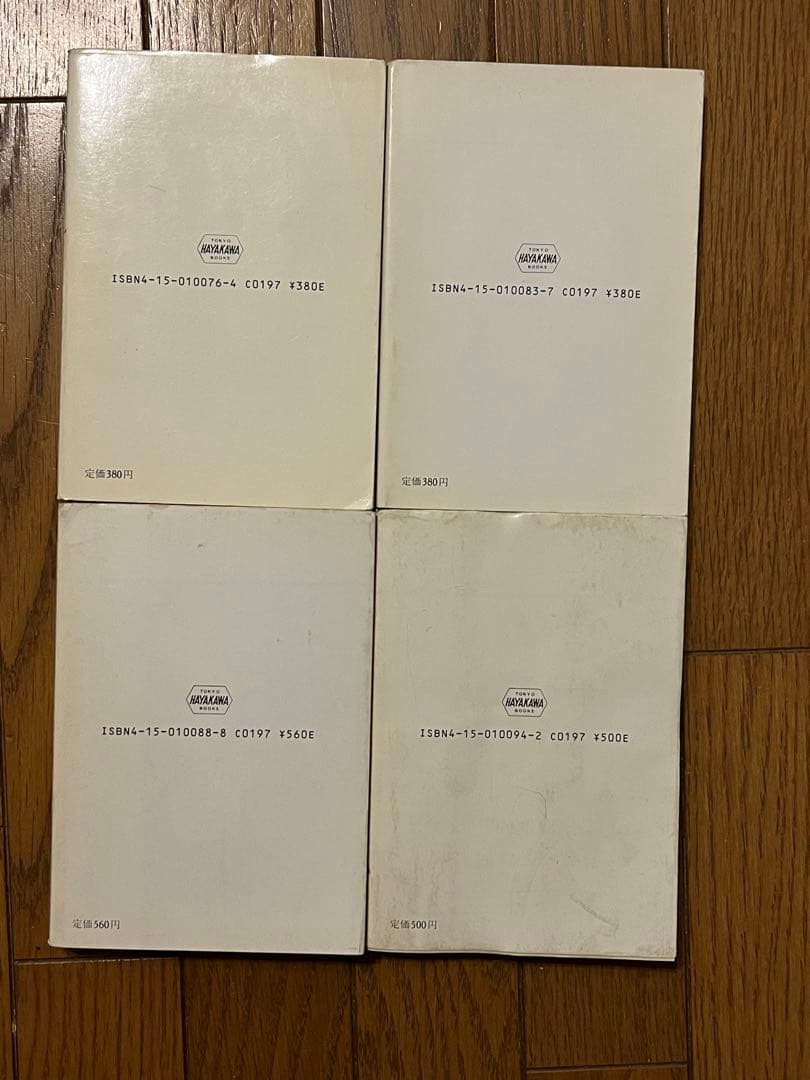 TOKYO
HAYAKAWA
BOOKS
ISBN4-15-010076-4 C0197 ¥380E
定価380円
TOKYO
HAYAKAWA
BOOKS
ISBN4-15-010083-7 C0197 ¥380E
定価380円
TOKYO
HAYAKAWA
BOOKS
ISBN4-15-010088-8 C0197 ¥560E
定価560円
TOKYO
HAYAKAWA
BOOKS
ISBN4-15-010094-2 C0197 ¥500E
定価500円